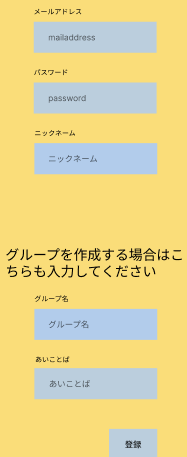 メールアドレス
mailaddress
パスワード
password
ニックネーム
ニックネーム
グループを作成する場合はこ
ちらも入力してください
グループ名
グループ名
あいことば
あいことば
登録